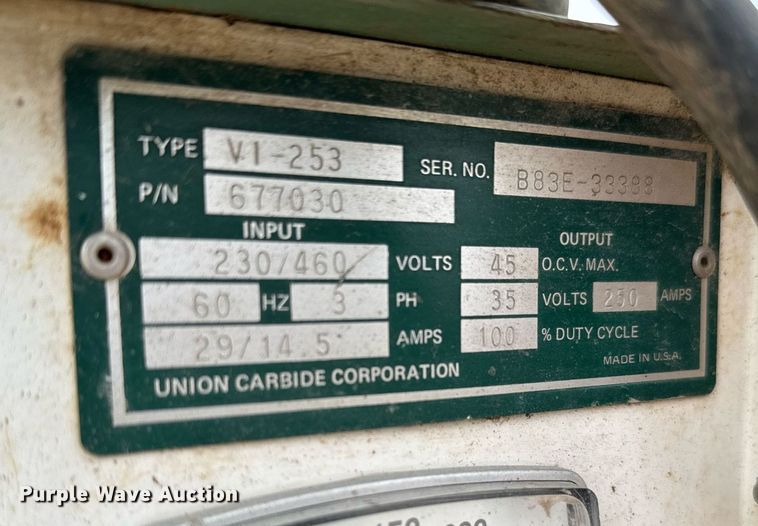 TYPE VI-253 SER. NO. B83E-33388
P/N 677030
INPUT OUTPUT
230/460 VOLTS 45 O.C.V. MAX.
60 HZ 3 PH 35 VOLTS 250 AMPS
29/14.5 AMPS 100 % DUTY CYCLE
MADE IN U.S.A.
UNION CARBIDE CORPORATION
Purple Wave Auction